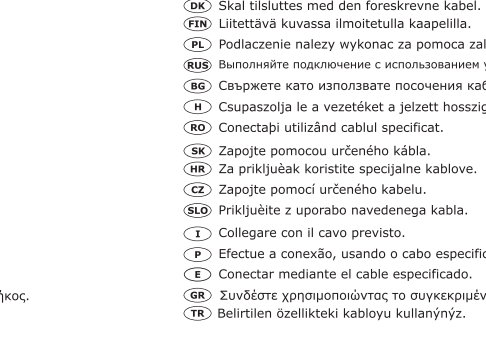 DK Skal tilsluttes med den foreskrevne kabel.
FIN Liitettävä kuvassa ilmoitetulla kaapelilla.
PL Podlaczenie nalezy wykonac za pomoca
RUS Выполняйте подключение с использованием
BG Свържете като използвате посочения
H Csupaszolja le a vezetéket a jelzett
RO Conectaþi utilizând cablul specificat.
SK Zapojte pomocou určeného kábla.
HR Za prikljuèak koristite specijalne kablove.
CZ Zapojte pomocí určeného kabelu.
SLO Prikljuèite z uporabo navedenega kabla.
I Collegare con il cavo previsto.
P Efectue a conexão, usando o cabo
E Conectar mediante el cable especificado.
GR Συνδέστε χρησιμοποιώντας το
TR Belirtilen özellikteki kabloyu kullanýnýz.